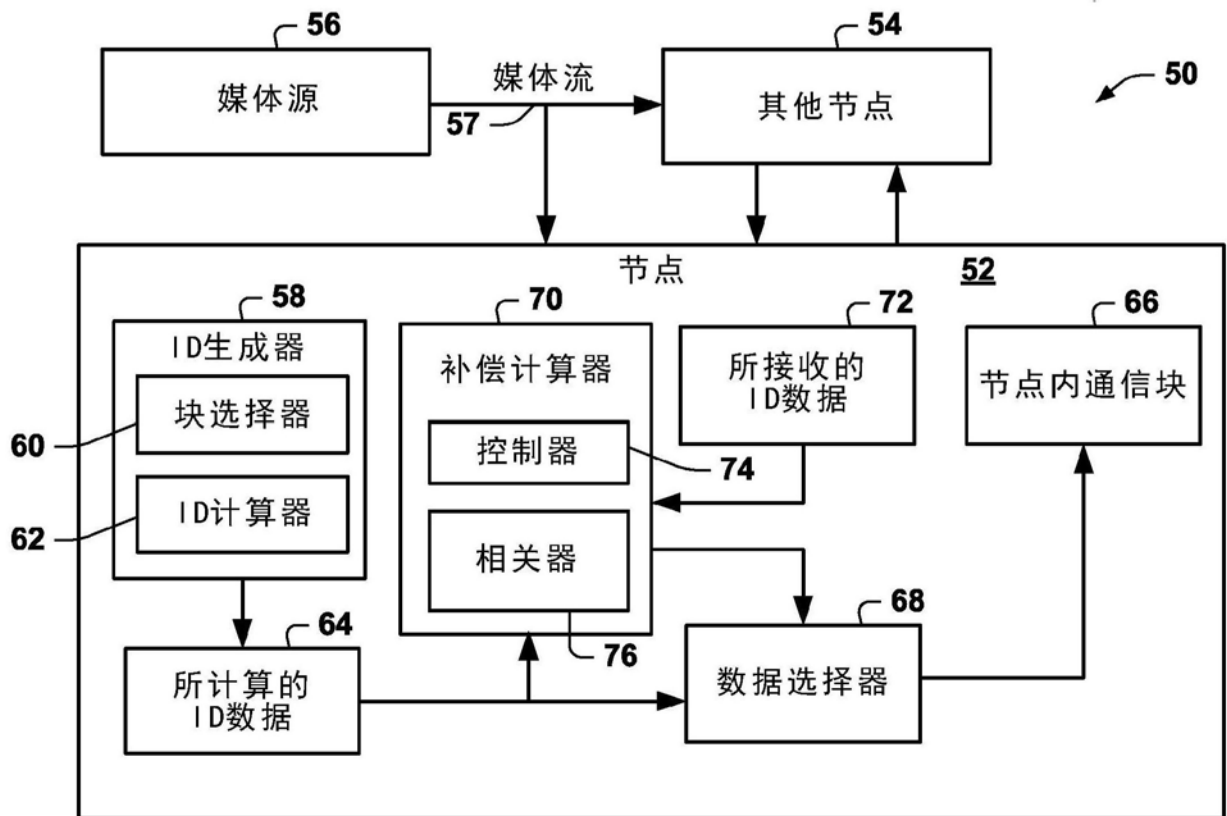 56
54
50
媒体源
媒体流
57
其他节点
节点
52
58
70
72
66
ID生成器
块选择器
60
ID计算器
62
补偿计算器
控制器
74
相关器
76
所接收的
ID数据
节点内通信块
64
所计算的
ID数据
68
数据选择器